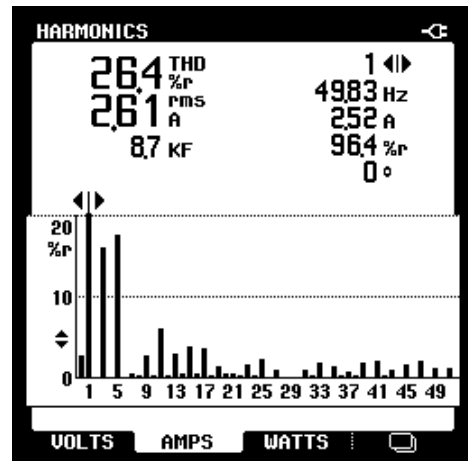 HARMONICS
26.4 THD %r
2.61 rms A
8.7 KF
1
49.83 Hz
2.52 A
96.4 %r
0 °
20
%r
10
0
1 5 9 13 17 21 25 29 33 37 41 45 49
VOLTS AMPS WATTS